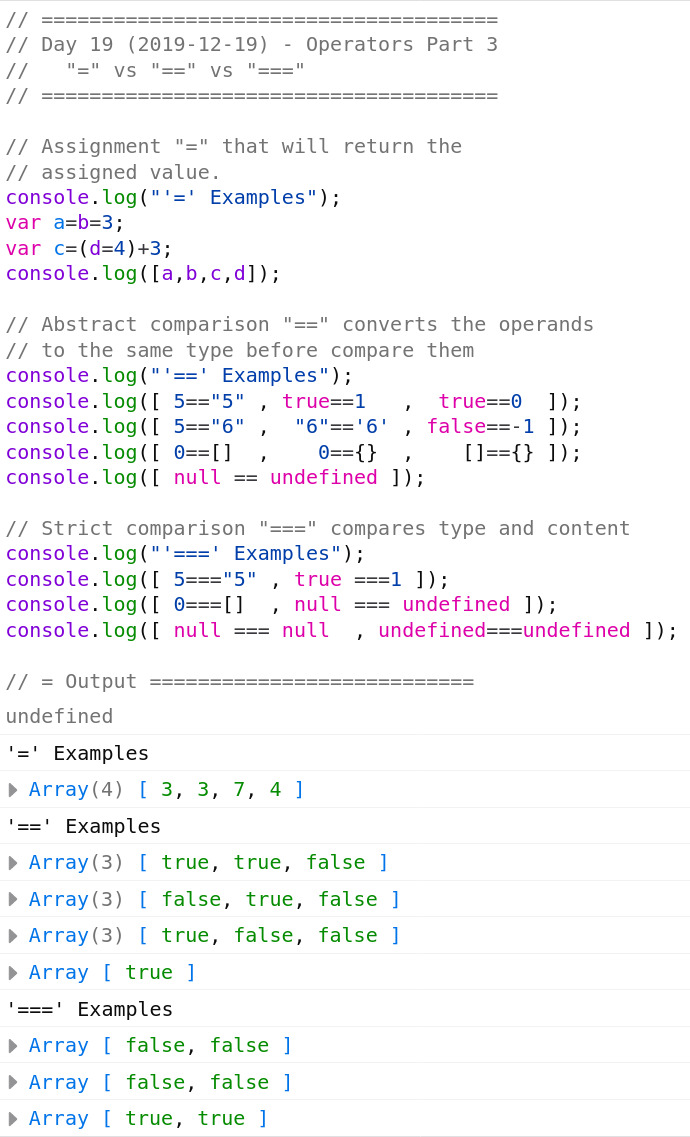 // ======================================
// Day 19 (2019-12-19) - Operators Part 3
//   "=" vs "==" vs "==="
// ======================================

// Assignment "=" that will return the
// assigned value.
console.log("'=' Examples");
var a=b=3;
var c=(d=4)+3;
console.log([a,b,c,d]);

// Abstract comparison "==" converts the operands
// to the same type before compare them
console.log("'==' Examples");
console.log([ 5=="5" , true==1   ,  true==0  ]);
console.log([ 5=="6" ,  "6"=='6' , false==-1 ]);
console.log([ 0==[]  ,    0=={}  ,    []=={} ]);
console.log([ null == undefined ]);

// Strict comparison "===" compares type and content
console.log("'===' Examples");
console.log([ 5==="5" , true ===1 ]);
console.log([ 0===[]  , null === undefined ]);
console.log([ null === null  , undefined===undefined ]);

// = Output ===========================
undefined
'=' Examples
Array(4) [ 3, 3, 7, 4 ]
'==' Examples
Array(3) [ true, true, false ]
Array(3) [ false, true, false ]
Array(3) [ true, false, false ]
Array [ true ]
'===' Examples
Array [ false, false ]
Array [ false, false ]
Array [ true, true ]